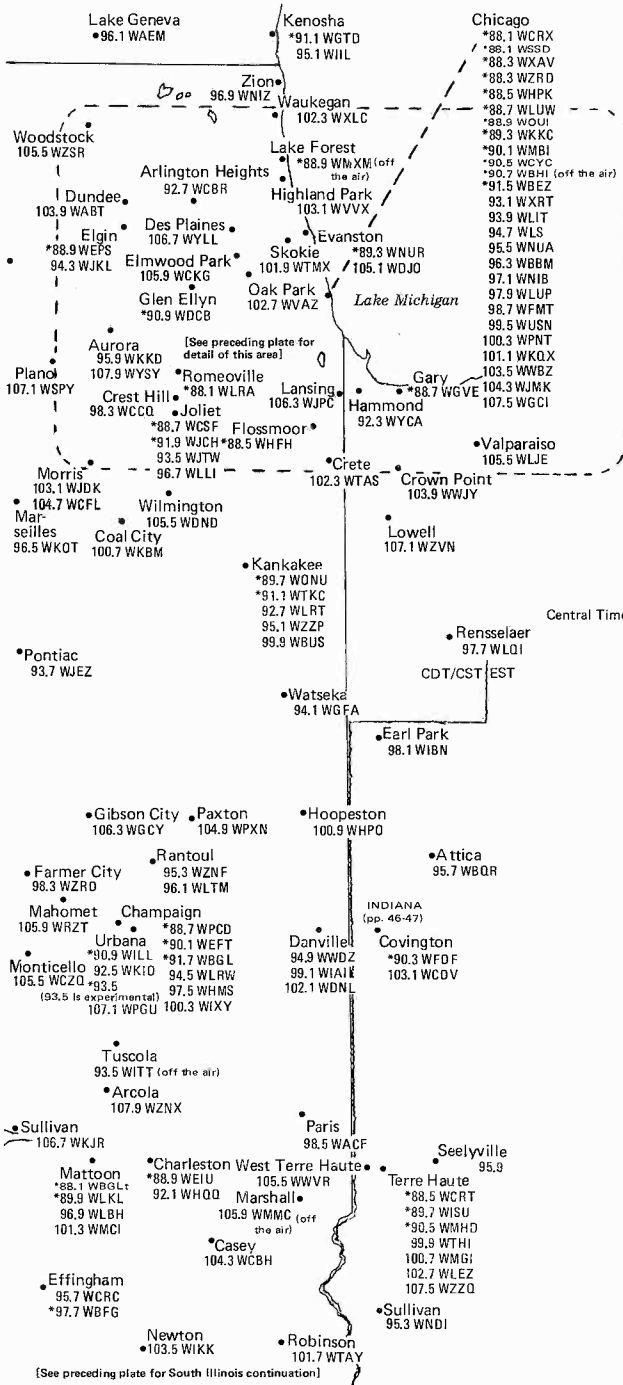 Lake Geneva
*96.1 WAEM
Kenosha
*91.1 WGTD
95.1 WIIL
Chicago
*88.1 WCRX
*88.1 WSSD
*88.3 WXAV
*88.3 WZRD
*88.5 WHPK
*88.7 WLUW
*88.9 WOUI
*89.3 WKKC
*90.1 WMBI
*90.5 WCYC
*90.7 WBHI (off the air)
*91.5 WBEZ
93.1 WXRT
93.9 WLIT
94.7 WLS
95.5 WNUA
96.3 WBBM
97.1 WNIB
97.9 WLUP
98.7 WFMT
99.5 WUSN
100.3 WPNT
101.1 WKQX
103.5 WWBZ
104.3 WJMK
107.5 WGCI
Zion
96.9 WNIZ
Waukegan
102.3 WXLC
Woodstock
105.5 WZSR
Lake Forest
*88.9 WMXM (off
the air)
Arlington Heights
92.7 WCBR
Highland Park
103.1 WVVX
Dundee
103.9 WABT
Des Plaines
106.7 WYLL
Evanston
*89.3 WNUR
105.1 WDJO
Elgin
*88.9 WEPS
94.3 WJKL
Skokie
101.9 WTMX
Elmwood Park
105.9 WCKG
Oak Park
102.7 WVAZ
Lake Michigan
Glen Ellyn
*90.9 WDCB
Aurora
95.9 WKKD
107.9 WYSY
[See preceding plate for
detail of this area]
Plano
107.1 WSPY
Romeoville
*88.1 WLRA
Lansing
106.3 WJPC
Gary
*88.7 WGVE
Crest Hill
98.3 WCCQ
Hammond
92.3 WYCA
Joliet
*88.7 WCSF
*91.9 WJCH
93.5 WJTW
96.7 WLLI
Flossmoor
*88.5 WHFH
Valparaiso
105.5 WLJE
Morris
103.1 WJDK
104.7 WCFL
Crete
102.3 WTAS
Crown Point
103.9 WWJY
Wilmington
105.5 WDND
Mar-
seilles
96.5 WKOT
Coal City
100.7 WKBM
Lowell
107.1 WZVN
Kankakee
*89.7 WONU
*91.1 WTKC
92.7 WLRT
95.1 WZZP
99.9 WBUS
Central Time
Rensselaer
97.7 WLQI
Pontiac
93.7 WJEZ
CDT/CST EST
Watseka
94.1 WGFA
Earl Park
98.1 WIBN
Gibson City
106.3 WGCY
Paxton
104.9 WPXN
Hoopeston
100.9 WHPO
Attica
95.7 WBQR
Rantoul
95.3 WZNF
96.1 WLTM
Farmer City
98.3 WZRO
Mahomet
105.9 WRZT
Champaign
*88.7 WPCD
*90.1 WEFT
*91.7 WBGL
94.5 WLRW
97.5 WHMS
100.3 WIXY
INDIANA
(pp. 46-47)
Urbana
*90.9 WILL
92.5 WKIO
*93.5
(93.5 is experimental)
107.1 WPGU
Danville
94.9 WWDZ
99.1 WIAI
102.1 WDNL
Covington
*90.3 WFOF
103.1 WCOV
Monticello
105.5 WCZQ
Tuscola
93.5 WITT (off the air)
Arcola
107.9 WZNX
Sullivan
106.7 WKJR
Paris
98.5 WACF
Mattoon
*88.1 WBGLt
*89.9 WLKL
96.9 WLBH
101.3 WMCI
Charleston
*88.9 EIU
92.1 WHQQ
West Terre Haute
105.5 WWVR
Seelyville
95.9
Marshall
105.9 WMMC (off
the air)
Terre Haute
*88.5 WCRT
*89.7 WISU
*90.5 WMHD
99.9 WTHI
100.7 WMGI
102.7 WLEZ
107.5 WZZQ
Casey
104.3 WCBH
Effingham
95.7 WCRC
*97.7 WBFG
Sullivan
95.3 WNDI
Newton
103.5 WIKK
Robinson
101.7 WTAY
[See preceding plate for South Illinois continuation]